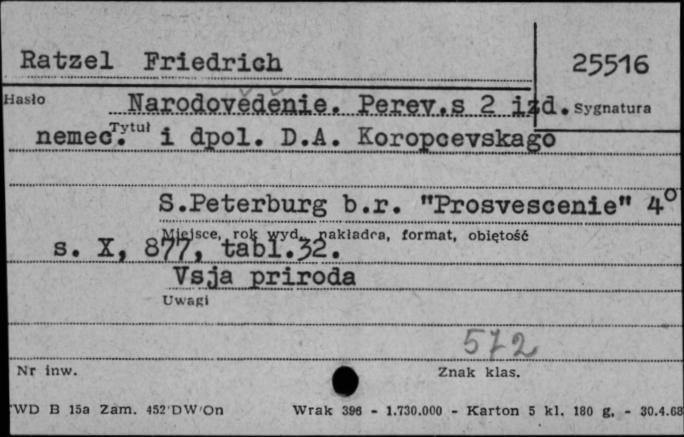 Ratzel Friedrich 25516
Hasło Narodověděnie. Perev.s 2 izd. Sygnatura
nemec. Tytuł i dpol. D.A. Koropcevskago
S.Peterburg b.r. "Prosvescenie" 4°
Miejsce, rok wyd., nakładca, format, objętość
s. X, 877, tabl.32.
Vsja priroda
Uwagi
572
Nr inw. Znak klas.
WD B 15a Zam. 452/DW/On Wrak 396 - 1.730.000 - Karton 5 kl. 180 g. - 30.4.68